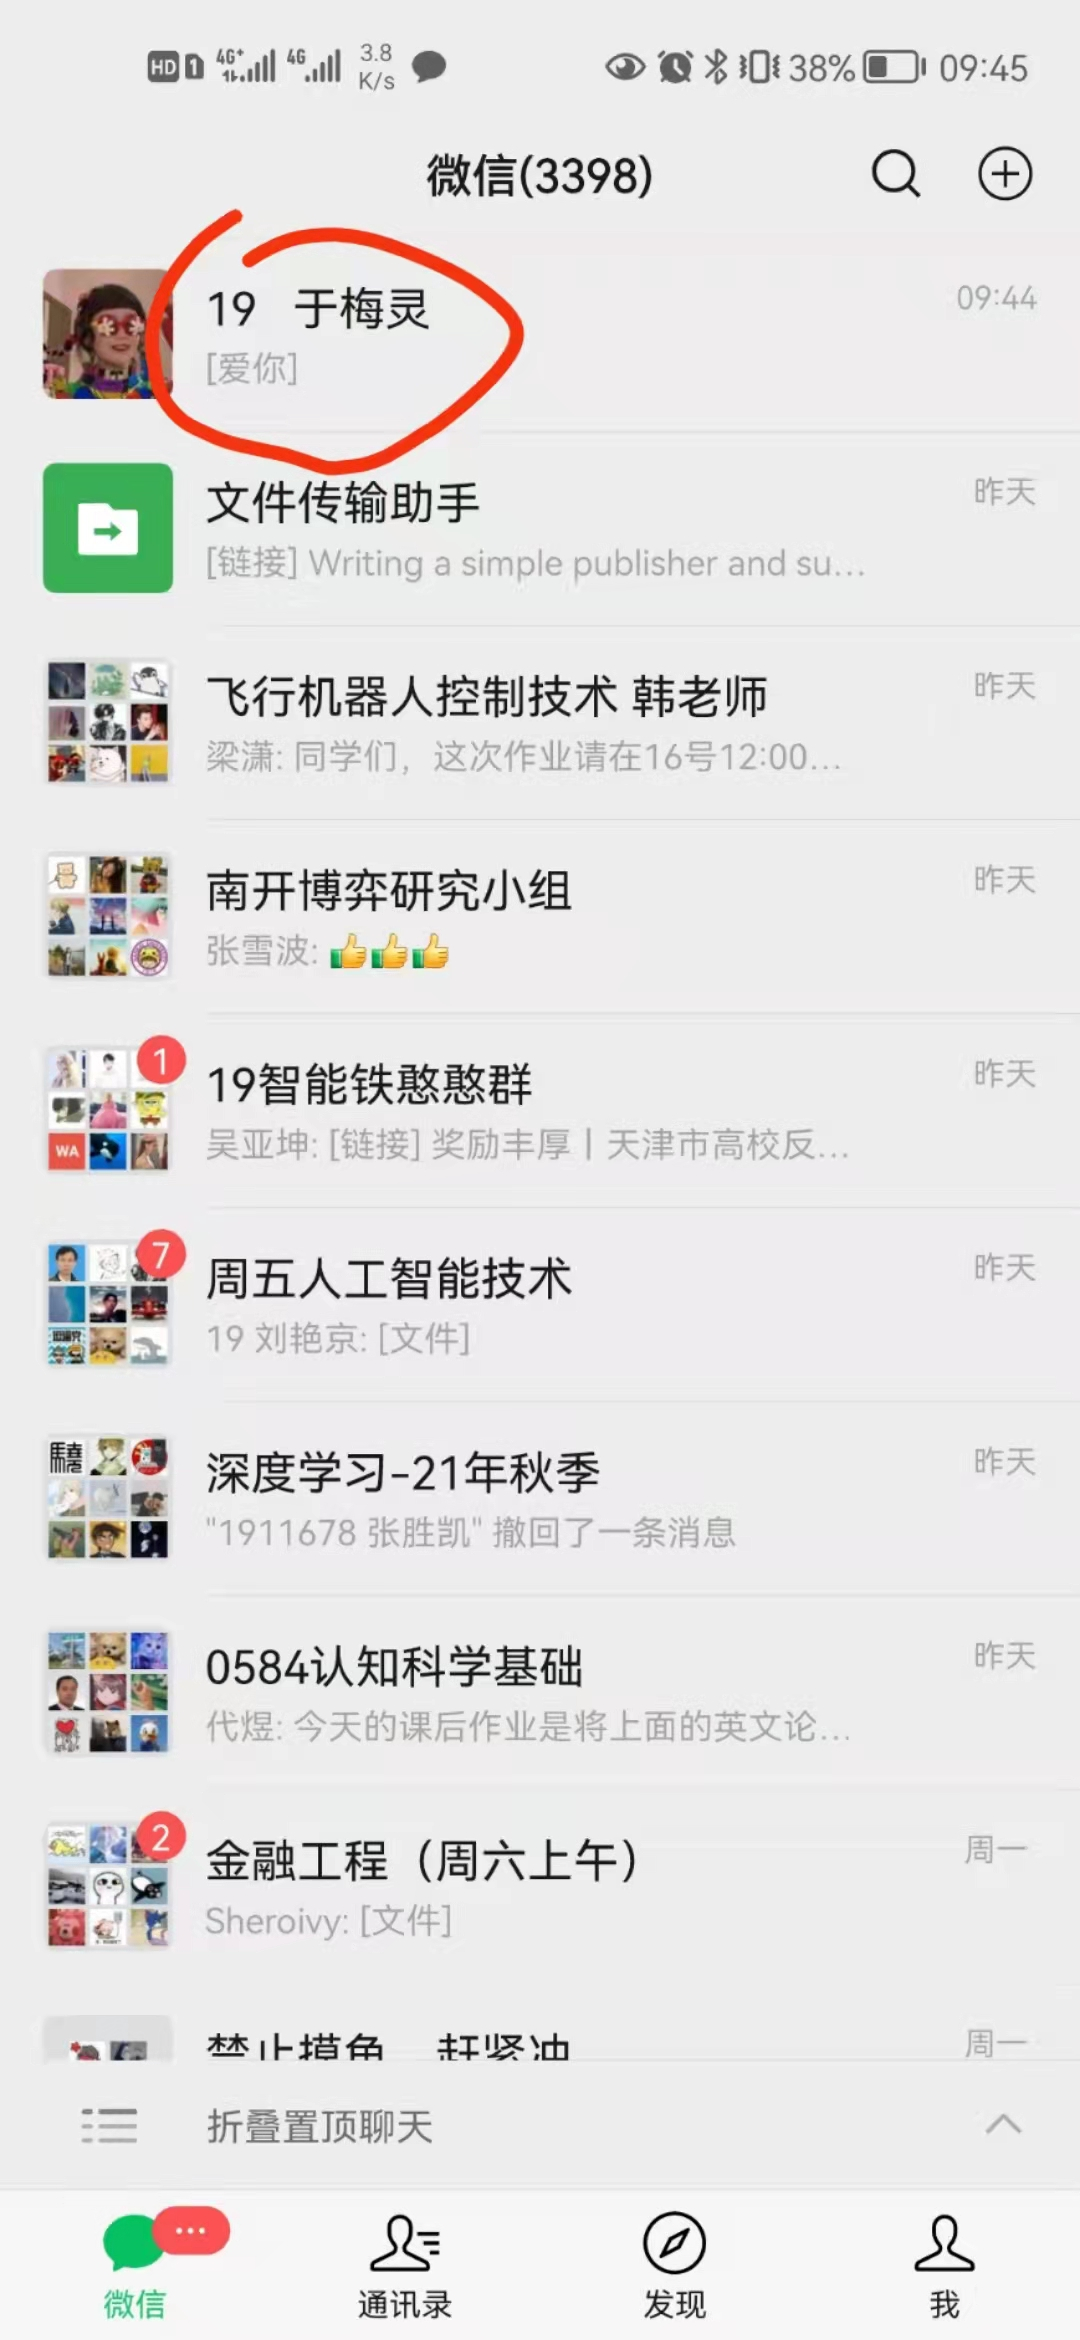 HD 1 4G+ 4G 3.8 K/s 38% 09:45
微信(3398)
19 于梅灵 09:44
[爱你]
文件传输助手 昨天
[链接] Writing a simple publisher and su...
飞行机器人控制技术 韩老师 昨天
梁潇: 同学们，这次作业请在16号12:00...
南开博弈研究小组 昨天
张雪波:
1
19智能铁憨憨群 昨天
WA
吴亚坤: [链接] 奖励丰厚 | 天津市高校反...
7
周五人工智能技术 昨天
19 刘艳京: [文件]
深度学习-21年秋季 昨天
"1911678 张胜凯" 撤回了一条消息
0584认知科学基础 昨天
代煜: 今天的课后作业是将上面的英文论...
2
金融工程（周六上午） 周一
Sheroivy: [文件]
禁止摸鱼 赶紧冲 周一
折叠置顶聊天
微信 通讯录 发现 我